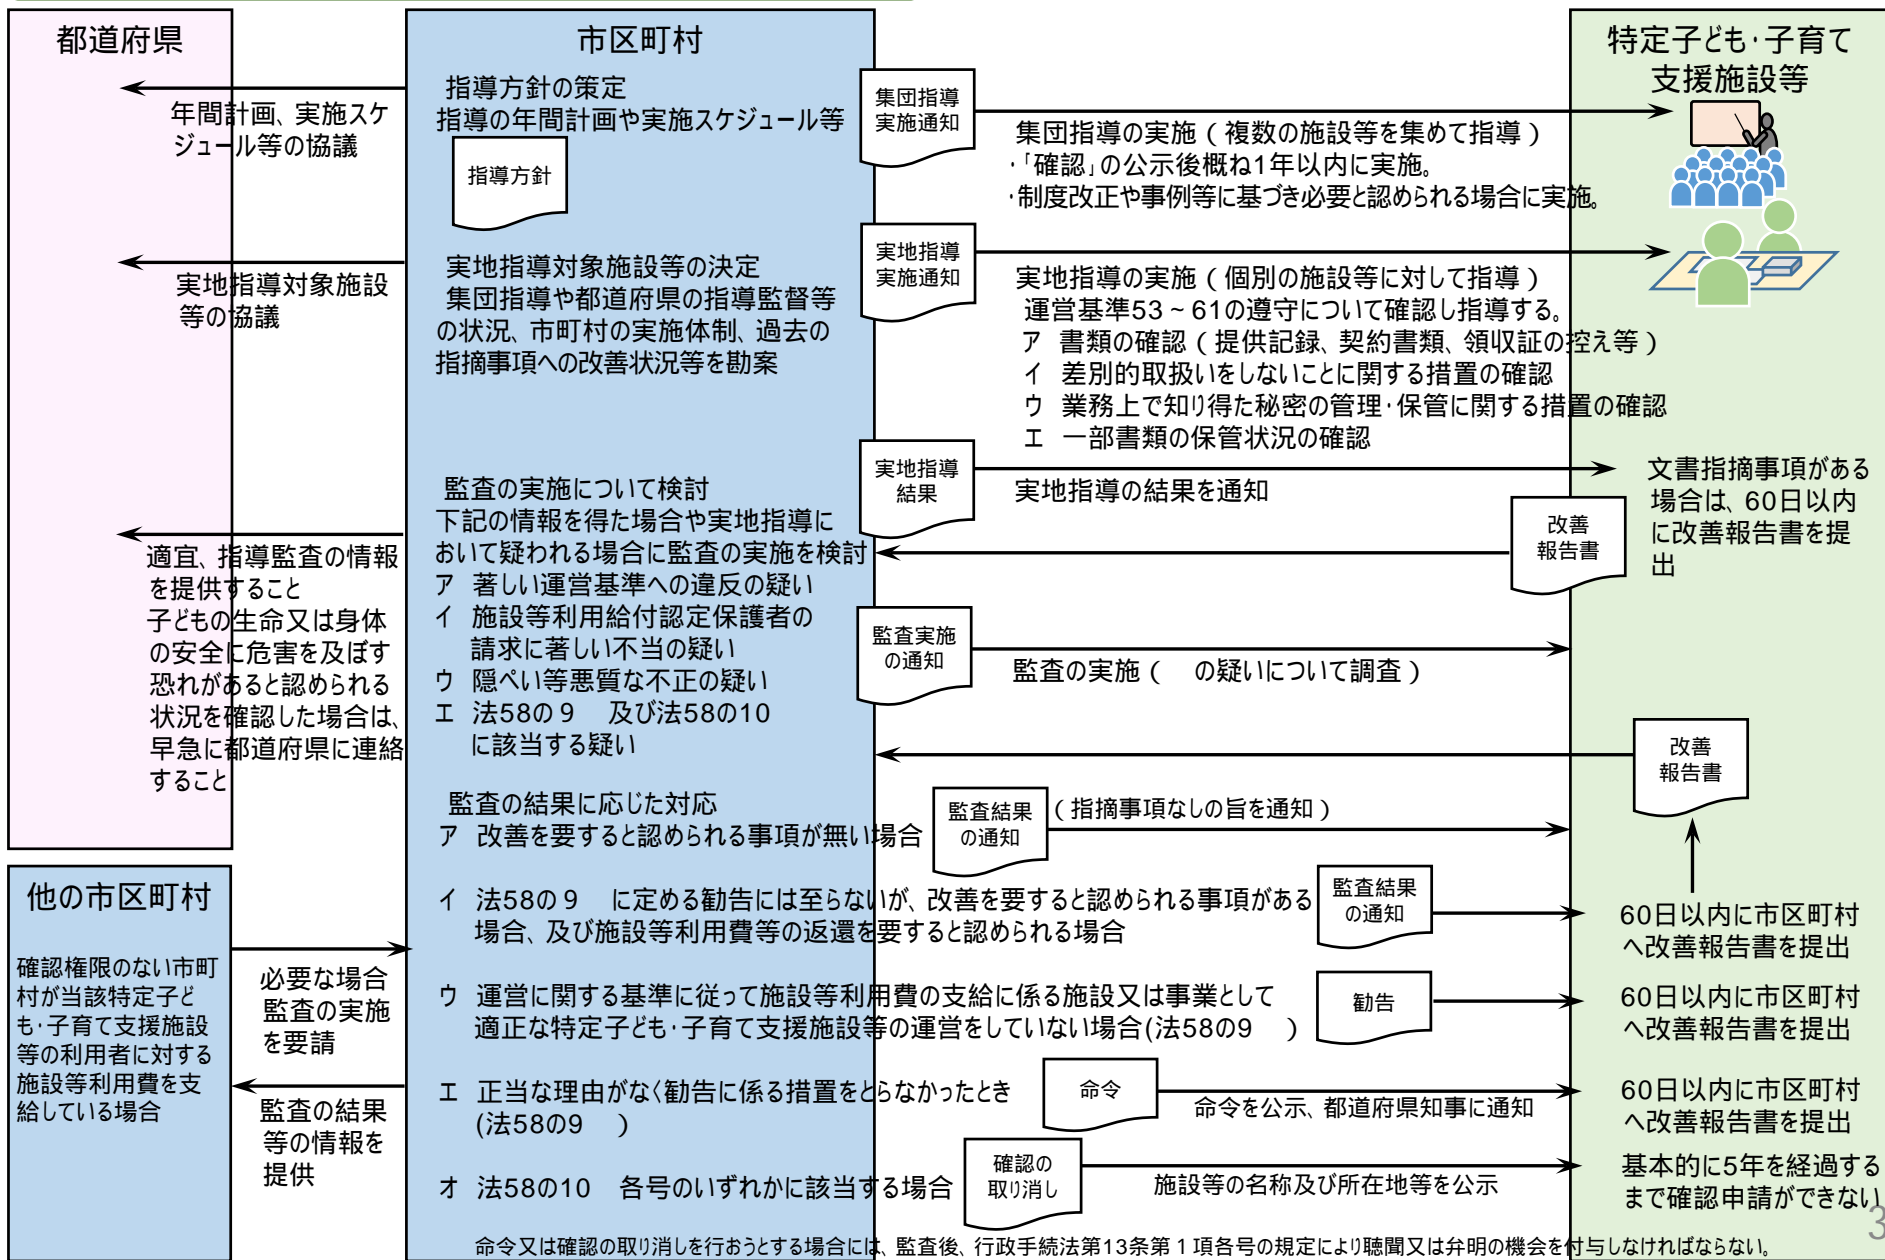 都道府県
年間計画、実施スケ
ジュール等の協議
実地指導対象施設
等の協議
適宜、指導監査の情報
を提供すること
子どもの生命又は身体
の安全に危害を及ぼす
恐れがあると認められる
状況を確認した場合は、
早急に都道府県に連絡
すること
他の市区町村
確認権限のない市町
村が当該特定子ど
も・子育て支援施設
等の利用者に対する
施設等利用費を支
給している場合
必要な場合
監査の実施
を要請
監査の結果
等の情報を
提供
市区町村
指導方針の策定
指導の年間計画や実施スケジュール等
指導方針
実地指導対象施設等の決定
集団指導や都道府県の指導監督等
の状況、市町村の実施体制、過去の
指摘事項への改善状況等を勘案
監査の実施について検討
下記の情報を得た場合や実地指導に
おいて疑われる場合に監査の実施を検討
ア 著しい運営基準への違反の疑い
イ 施設等利用給付認定保護者の
請求に著しい不当の疑い
ウ 隠ぺい等悪質な不正の疑い
エ 法58の9 及び法58の10
に該当する疑い
監査の結果に応じた対応
ア 改善を要すると認められる事項が無い場合
イ 法58の9 に定める勧告には至らないが、改善を要すると認められる事項がある
場合、及び施設等利用費等の返還を要すると認められる場合
ウ 運営に関する基準に従って施設等利用費の支給に係る施設又は事業として
適正な特定子ども・子育て支援施設等の運営をしていない場合(法58の9 )
エ 正当な理由がなく勧告に係る措置をとらなかったとき
(法58の9 )
オ 法58の10 各号のいずれかに該当する場合
集団指導
実施通知
集団指導の実施(複数の施設等を集めて指導)
・「確認」の公示後概ね1年以内に実施。
・制度改正や事例等に基づき必要と認められる場合に実施。
実地指導
実施通知
実地指導の実施(個別の施設等に対して指導)
運営基準53~61の遵守について確認し指導する。
ア 書類の確認(提供記録、契約書類、領収証の控え等)
イ 差別的取扱いをしないことに関する措置の確認
ウ 業務上で知り得た秘密の管理・保管に関する措置の確認
エ 一部書類の保管状況の確認
実地指導
結果
実地指導の結果を通知
改善
報告書
監査実施
の通知
監査の実施( の疑いについて調査)
改善
報告書
監査結果
の通知
(指摘事項なしの旨を通知)
監査結果
の通知
勧告
命令
命令を公示、都道府県知事に通知
確認の
取り消し
施設等の名称及び所在地等を公示
特定子ども・子育て
支援施設等
文書指摘事項がある
場合は、60日以内
に改善報告書を提
出
60日以内に市区町村
へ改善報告書を提出
60日以内に市区町村
へ改善報告書を提出
60日以内に市区町村
へ改善報告書を提出
基本的に5年を経過する
まで確認申請ができない
命令又は確認の取り消しを行おうとする場合には、監査後、行政手続法第13条第1項各号の規定により聴聞又は弁明の機会を付与しなければならない。
3